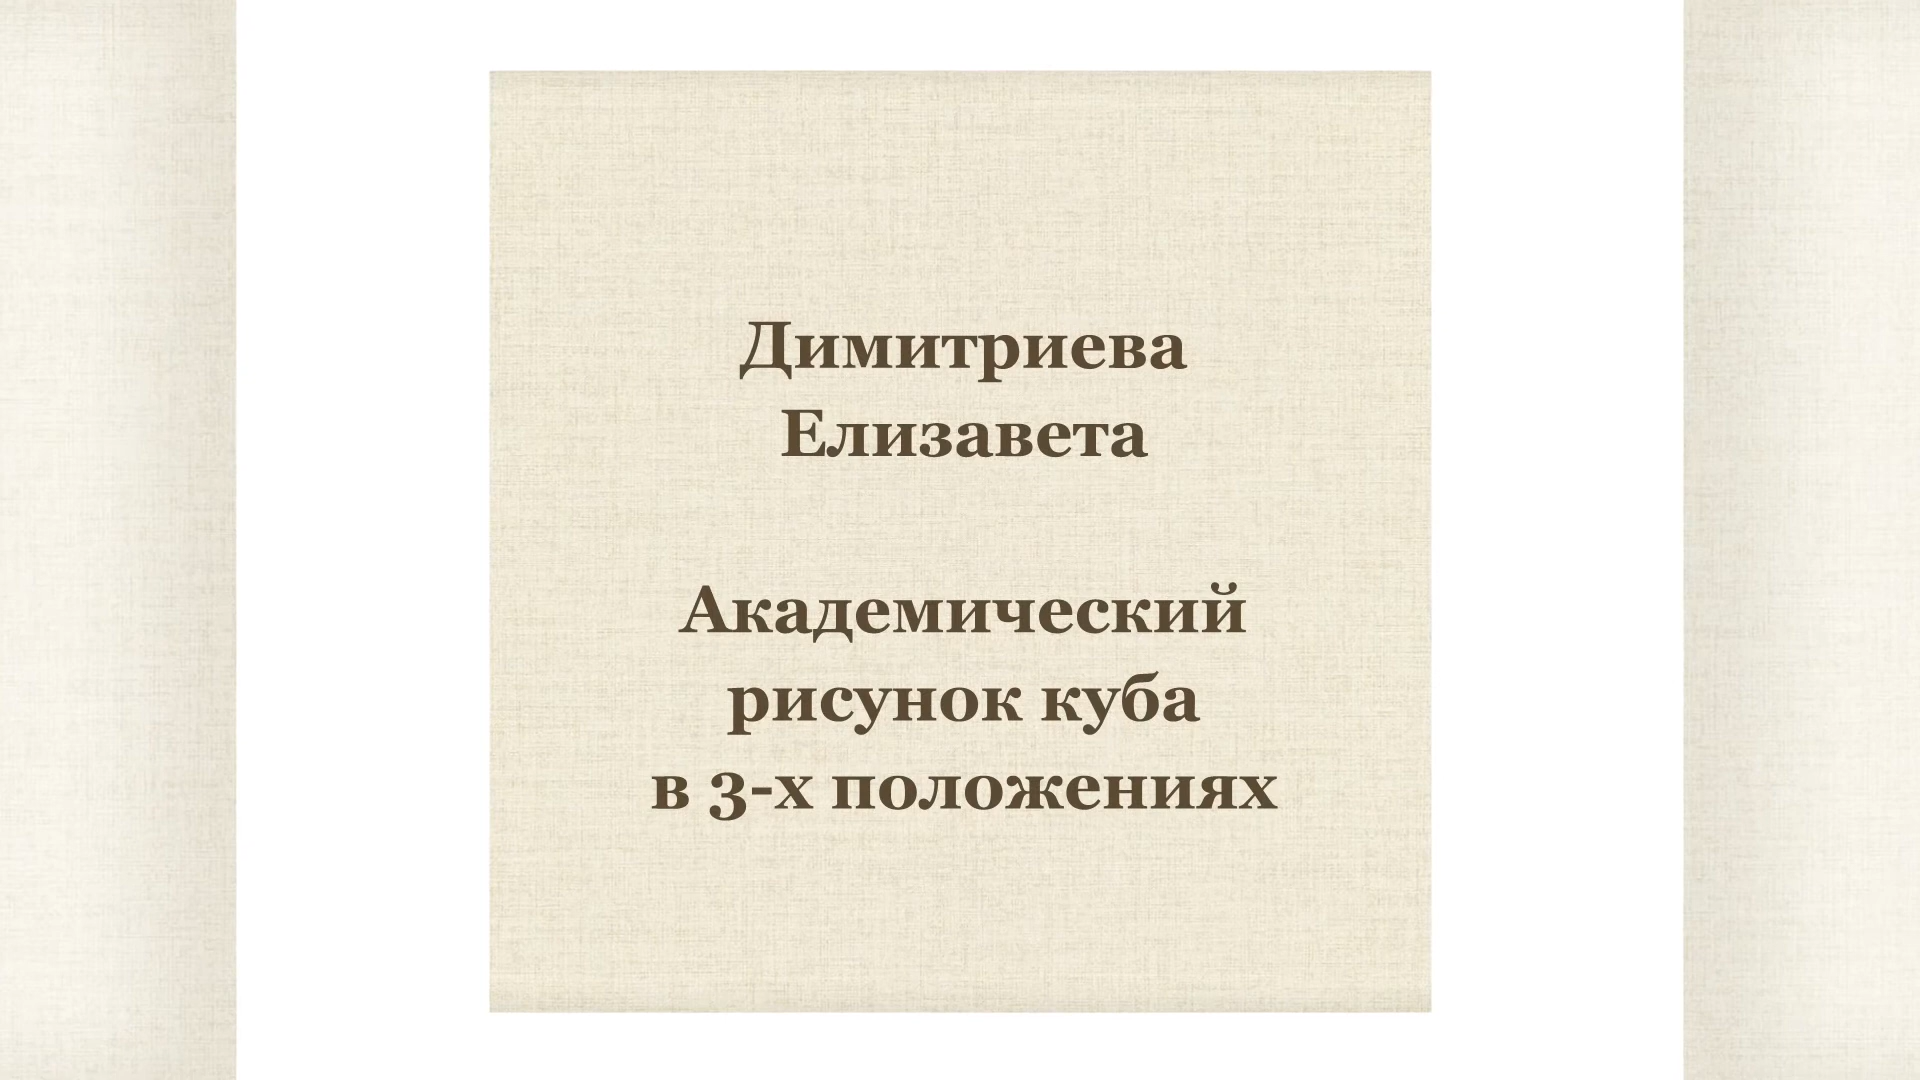 Димитриева
Елизавета
Академический
рисунок куба
в 3-х положениях